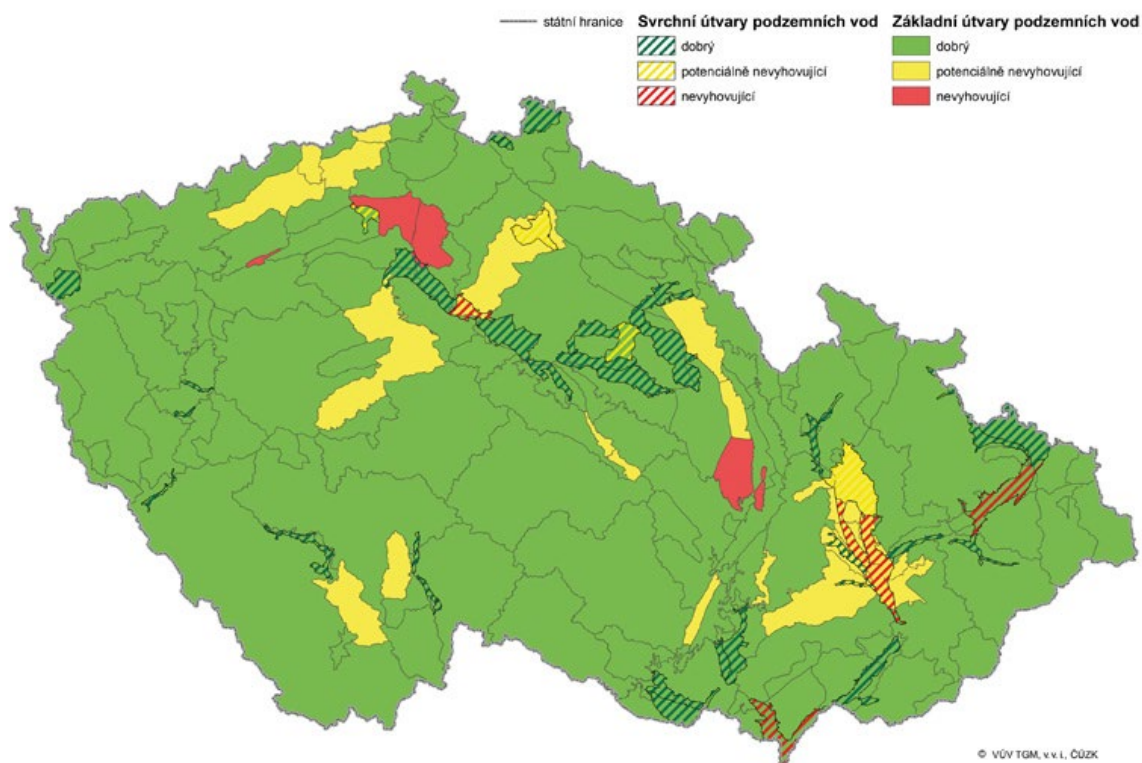 státní hranice
Svrchní útvary podzemních vod
dobrý
potenciálně nevyhovující
nevyhovující
Základní útvary podzemních vod
dobrý
potenciálně nevyhovující
nevyhovující
© VÚV TGM, v.v.i., ČÚZK